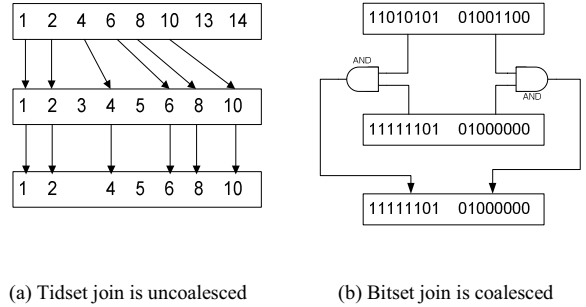 1 2 4 6 8 10 13 14
1 2 3 4 5 6 8 10
1 2 4 5 6 8 10
(a) Tidset join is uncoalesced
11010101 01001100
AND
AND
11111101 01000000
11111101 01000000
(b) Bitset join is coalesced